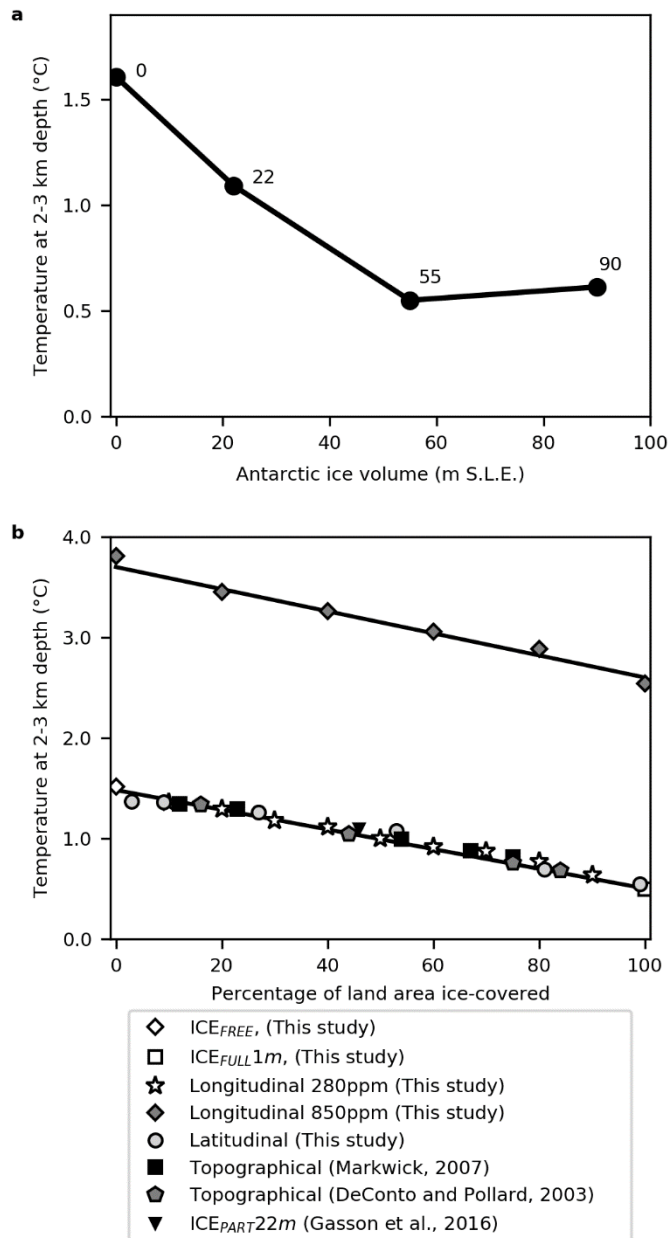 a
Temperature at 2-3 km depth (°C)
1.5
1.0
0.5
0.0
0
22
55
90
0
20
40
60
80
100
Antarctic ice volume (m S.L.E.)
b
Temperature at 2-3 km depth (°C)
4.0
3.0
2.0
1.0
0.0
0
20
40
60
80
100
Percentage of land area ice-covered
ICE_FREE, (This study)
ICE_FULL1m, (This study)
Longitudinal 280ppm (This study)
Longitudinal 850ppm (This study)
Latitudinal (This study)
Topographical (Markwick, 2007)
Topographical (DeConto and Pollard, 2003)
ICE_PART22m (Gasson et al., 2016)